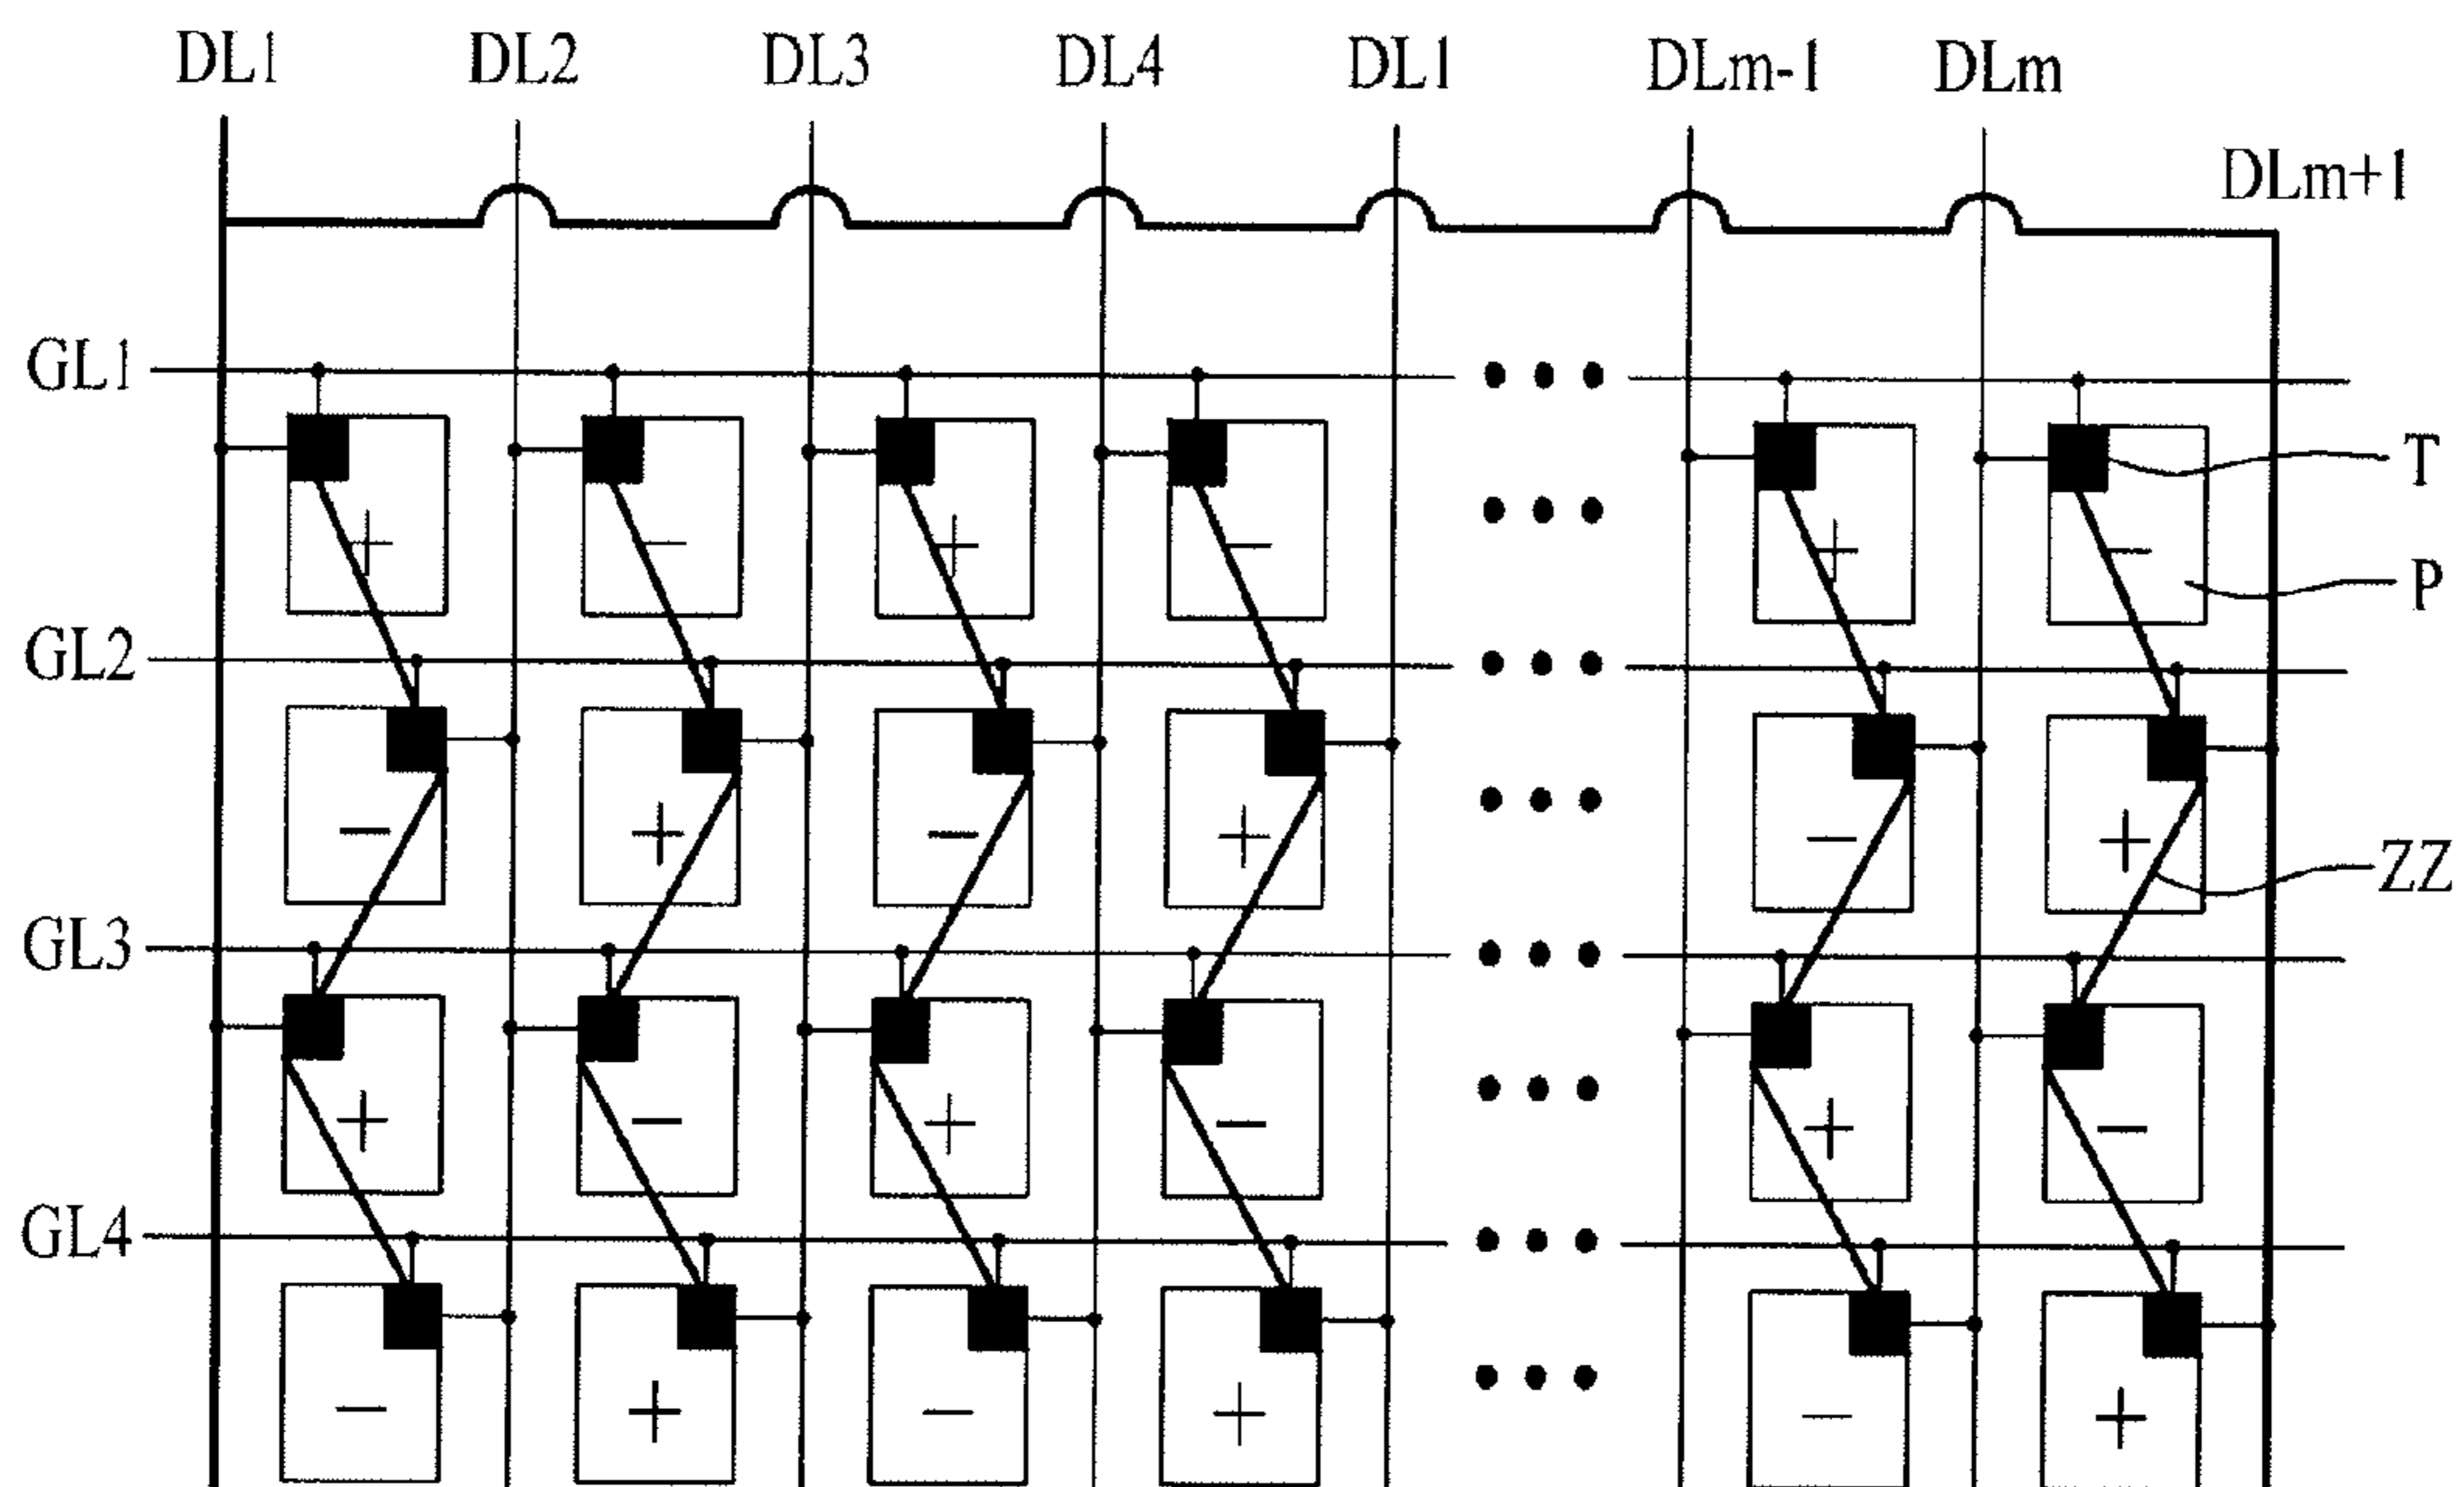 DL1 DL2 DL3 DL4 DL1 DLm-1 DLm
DLm+1
GL1
T
+ - + - + -
P
GL2
- + - + - +
ZZ
GL3
+ - + - + -
GL4
- + - + - +